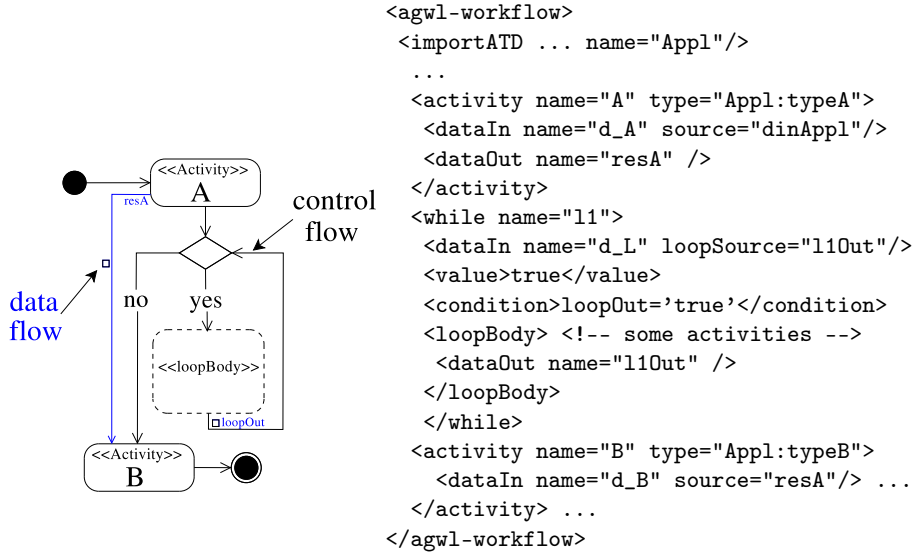 <<Activity>>
A
resA
control
flow
data
flow
no
yes
<<loopBody>>
loopOut
<<Activity>>
B
<agwl-workflow>
<importATD ... name="Appl"/>
...
<activity name="A" type="Appl:typeA">
<dataIn name="d_A" source="dinAppl"/>
<dataOut name="resA" />
</activity>
<while name="l1">
<dataIn name="d_L" loopSource="l1Out"/>
<value>true</value>
<condition>loopOut=’true’</condition>
<loopBody> <!-- some activities -->
<dataOut name="l1Out" />
</loopBody>
</while>
<activity name="B" type="Appl:typeB">
<dataIn name="d_B" source="resA"/> ...
</activity> ...
</agwl-workflow>